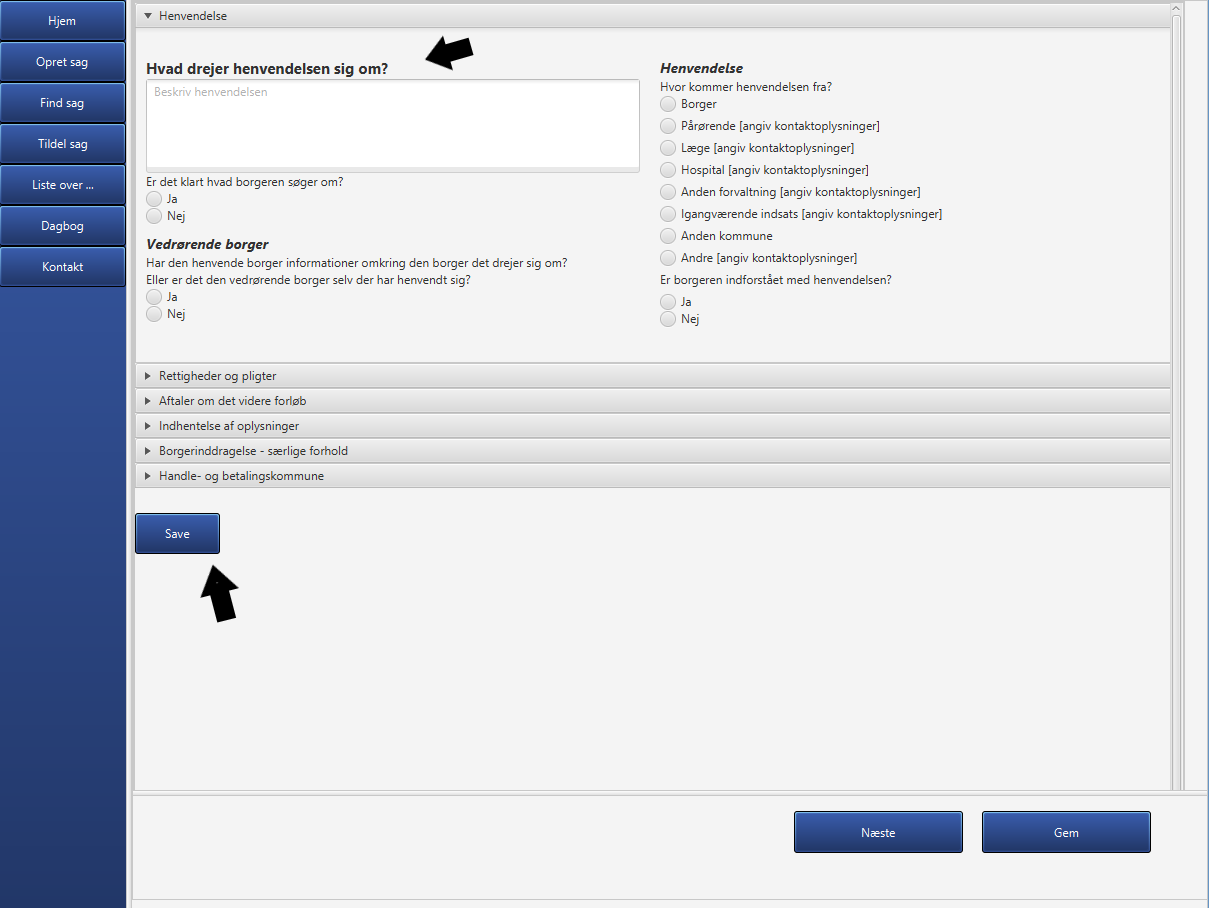 Hjem
Opret sag
Find sag
Tildel sag
Liste over ...
Dagbog
Kontakt
Henvendelse
Hvad drejer henvendelsen sig om?
Beskriv henvendelsen
Er det klart hvad borgeren søger om?
Ja
Nej
Vedrørende borger
Har den henvende borger informationer omkring den borger det drejer sig om?
Eller er det den vedrørende borger selv der har henvendt sig?
Ja
Nej
Henvendelse
Hvor kommer henvendelsen fra?
Borger
Pårørende [angiv kontaktoplysninger]
Læge [angiv kontaktoplysninger]
Hospital [angiv kontaktoplysninger]
Anden forvaltning [angiv kontaktoplysninger]
Igangværende indsats [angiv kontaktoplysninger]
Anden kommune
Andre [angiv kontaktoplysninger]
Er borgeren indforstået med henvendelsen?
Ja
Nej
Rettigheder og pligter
Aftaler om det videre forløb
Indhentelse af oplysninger
Borgerinddragelse - særlige forhold
Handle- og betalingskommune
Save
Næste
Gem